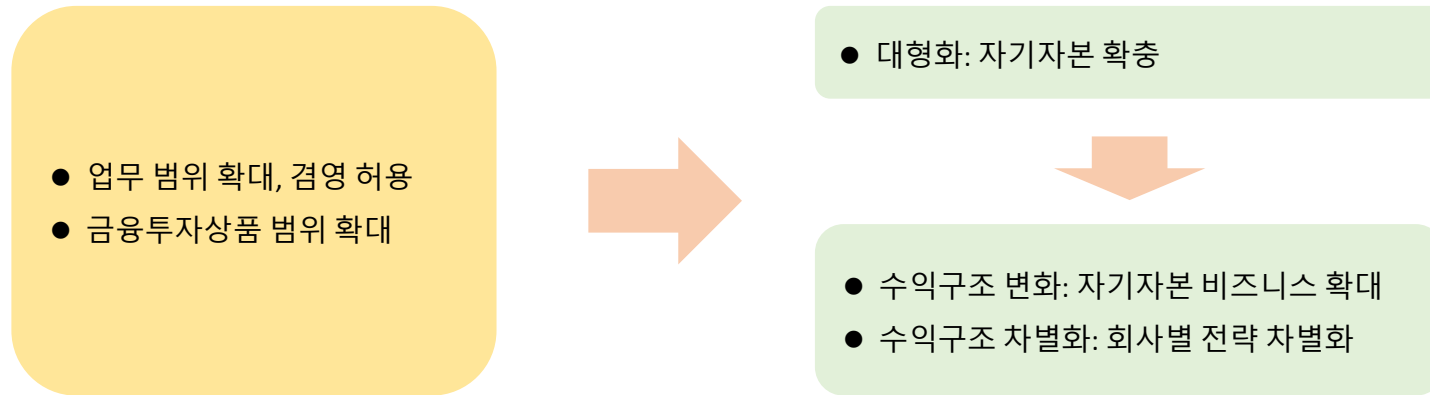 ● 업무 범위 확대, 겸영 허용
● 금융투자상품 범위 확대
● 대형화: 자기자본 확충
● 수익구조 변화: 자기자본 비즈니스 확대
● 수익구조 차별화: 회사별 전략 차별화